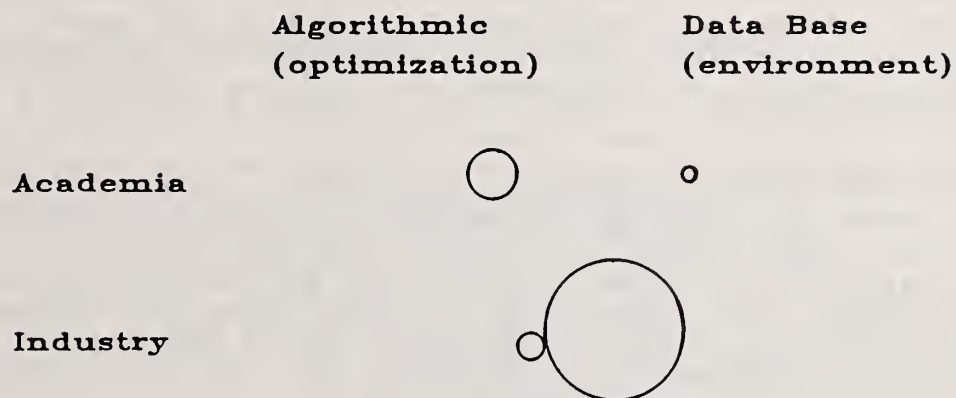 Algorithmic Data Base
(optimization) (environment)
Academia
Industry